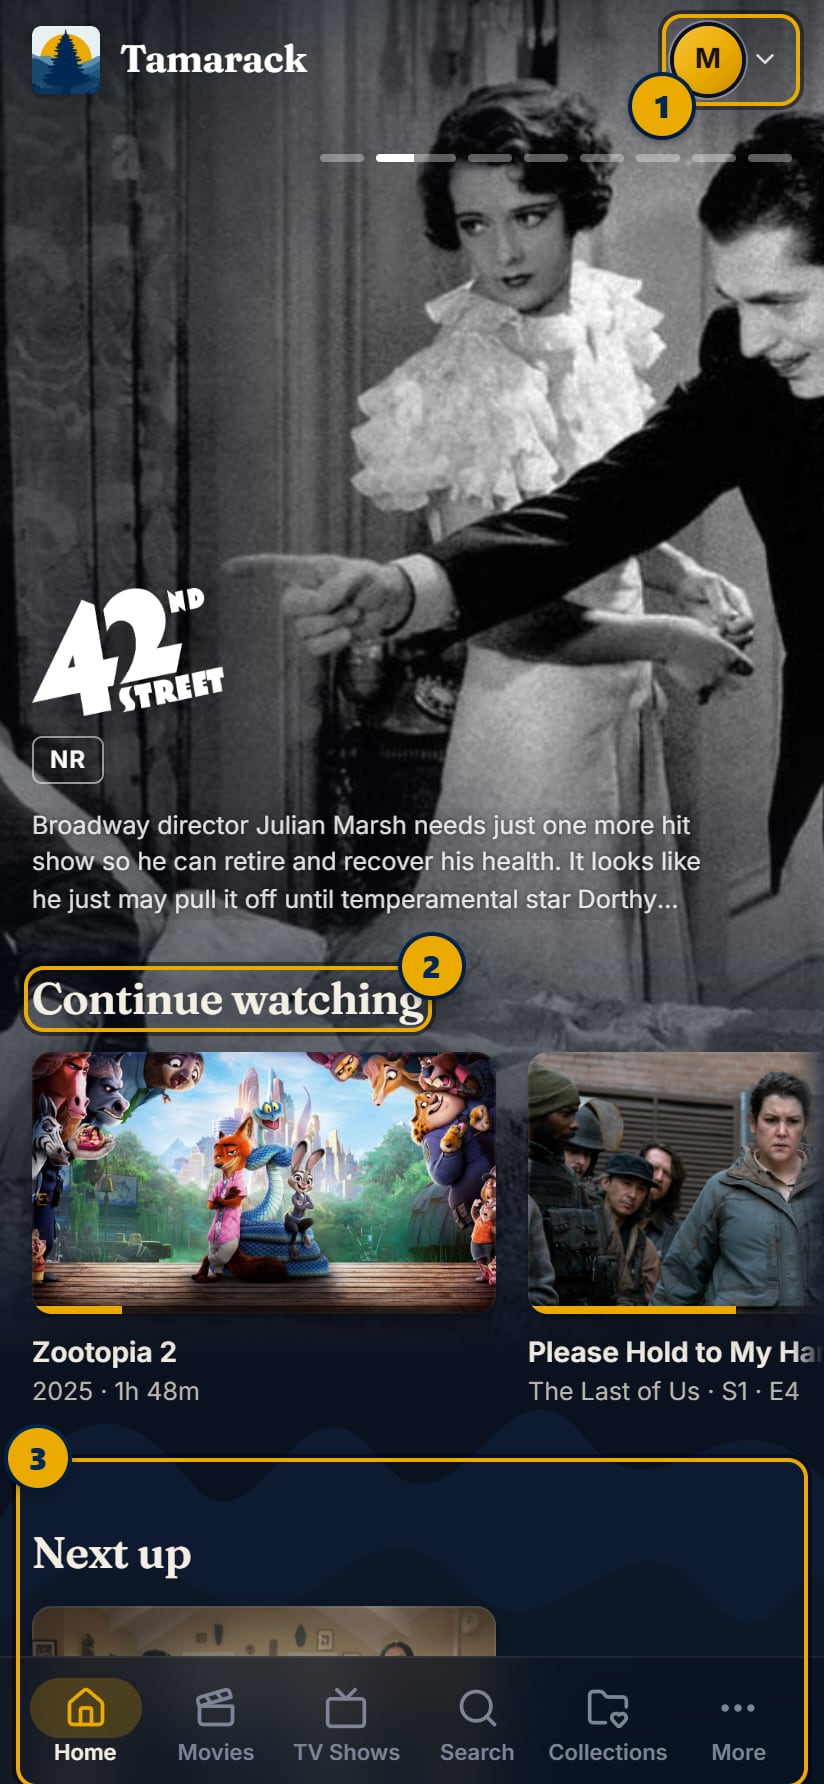 Tamarack
M
1
42ND
STREET
NR
Broadway director Julian Marsh needs just one more hit
show so he can retire and recover his health. It looks like
he just may pull it off until temperamental star Dorthy...
2
Continue watching
Zootopia 2
2025 · 1h 48m
Please Hold to My
The Last of Us · S1 · E4
3
Next up
Home
Movies
TV Shows
Search
Collections
More